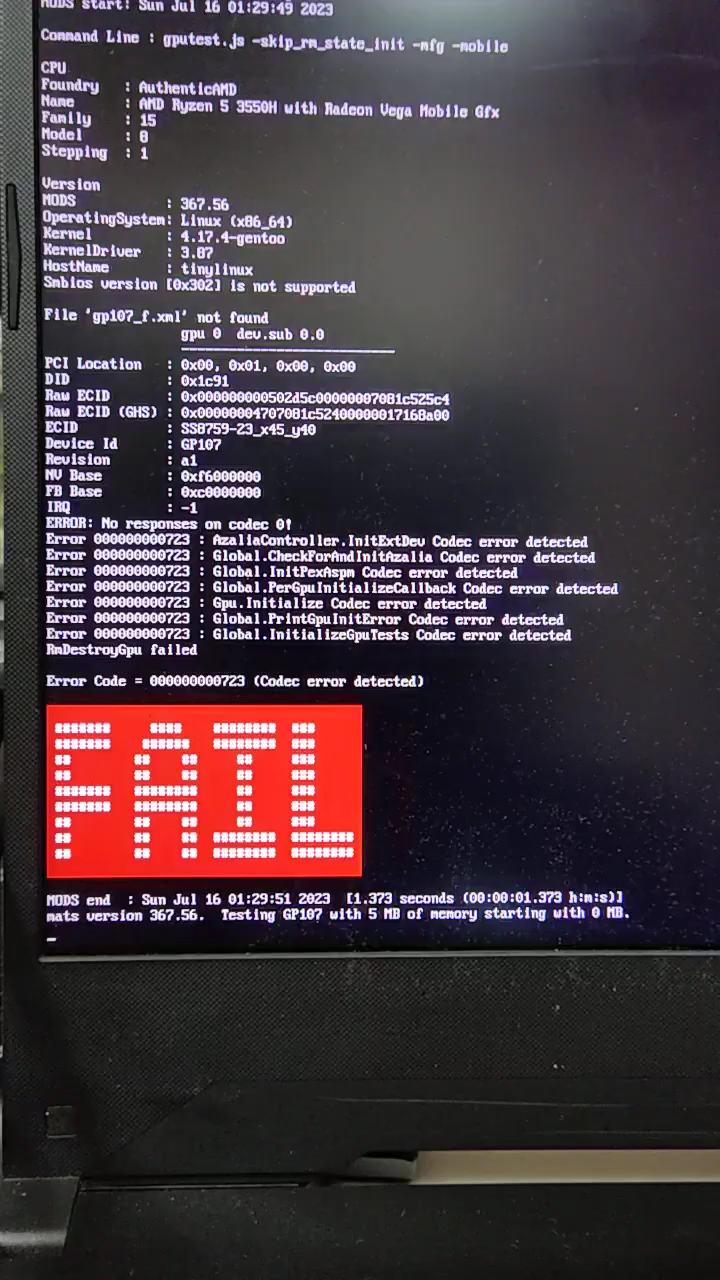 MODS start: Sun Jul 16 01:29:49 2023
Command Line : gputest.js -skip_rm_state_init -mfg -mobile
CPU
Foundry : AuthenticAMD
Name : AMD Ryzen 5 3550H with Radeon Vega Mobile Gfx
Family : 15
Model : 8
Stepping : 1
Version
MODS : 367.56
OperatingSystem: Linux (x86_64)
Kernel : 4.17.4-gentoo
KernelDriver : 3.87
HostName : tinylinux
Smbios version [0x302] is not supported
File 'gp107_f.xml' not found
gpu 0 dev.sub 0.0
PCI Location : 0x00, 0x01, 0x00, 0x00
DID : 0x1c91
Raw ECID : 0x000000000502d5c00000007081c525c4
Raw ECID (GHS) : 0x00000004707081c52400000017168a00
ECID : SS8759-23_x45_y40
Device Id : GP107
Revision : a1
NV Base : 0xf6000000
FB Base : 0xc0000000
IRQ : -1
ERROR: No responses on codec 0!
Error 000000000723 : AzaliaController.InitExtDev Codec error detected
Error 000000000723 : Global.CheckForAndInitAzalia Codec error detected
Error 000000000723 : Global.InitPexAspm Codec error detected
Error 000000000723 : Global.PerGpuInitializeCallback Codec error detected
Error 000000000723 : Gpu.Initialize Codec error detected
Error 000000000723 : Global.PrintGpuInitError Codec error detected
Error 000000000723 : Global.InitializeGpuTests Codec error detected
RmDestroyGpu failed
Error Code = 000000000723 (Codec error detected)
FAIL
MODS end : Sun Jul 16 01:29:51 2023 [1.373 seconds (00:00:01.373 h:m:s)]
mats version 367.56. Testing GP107 with 5 MB of memory starting with 0 MB.